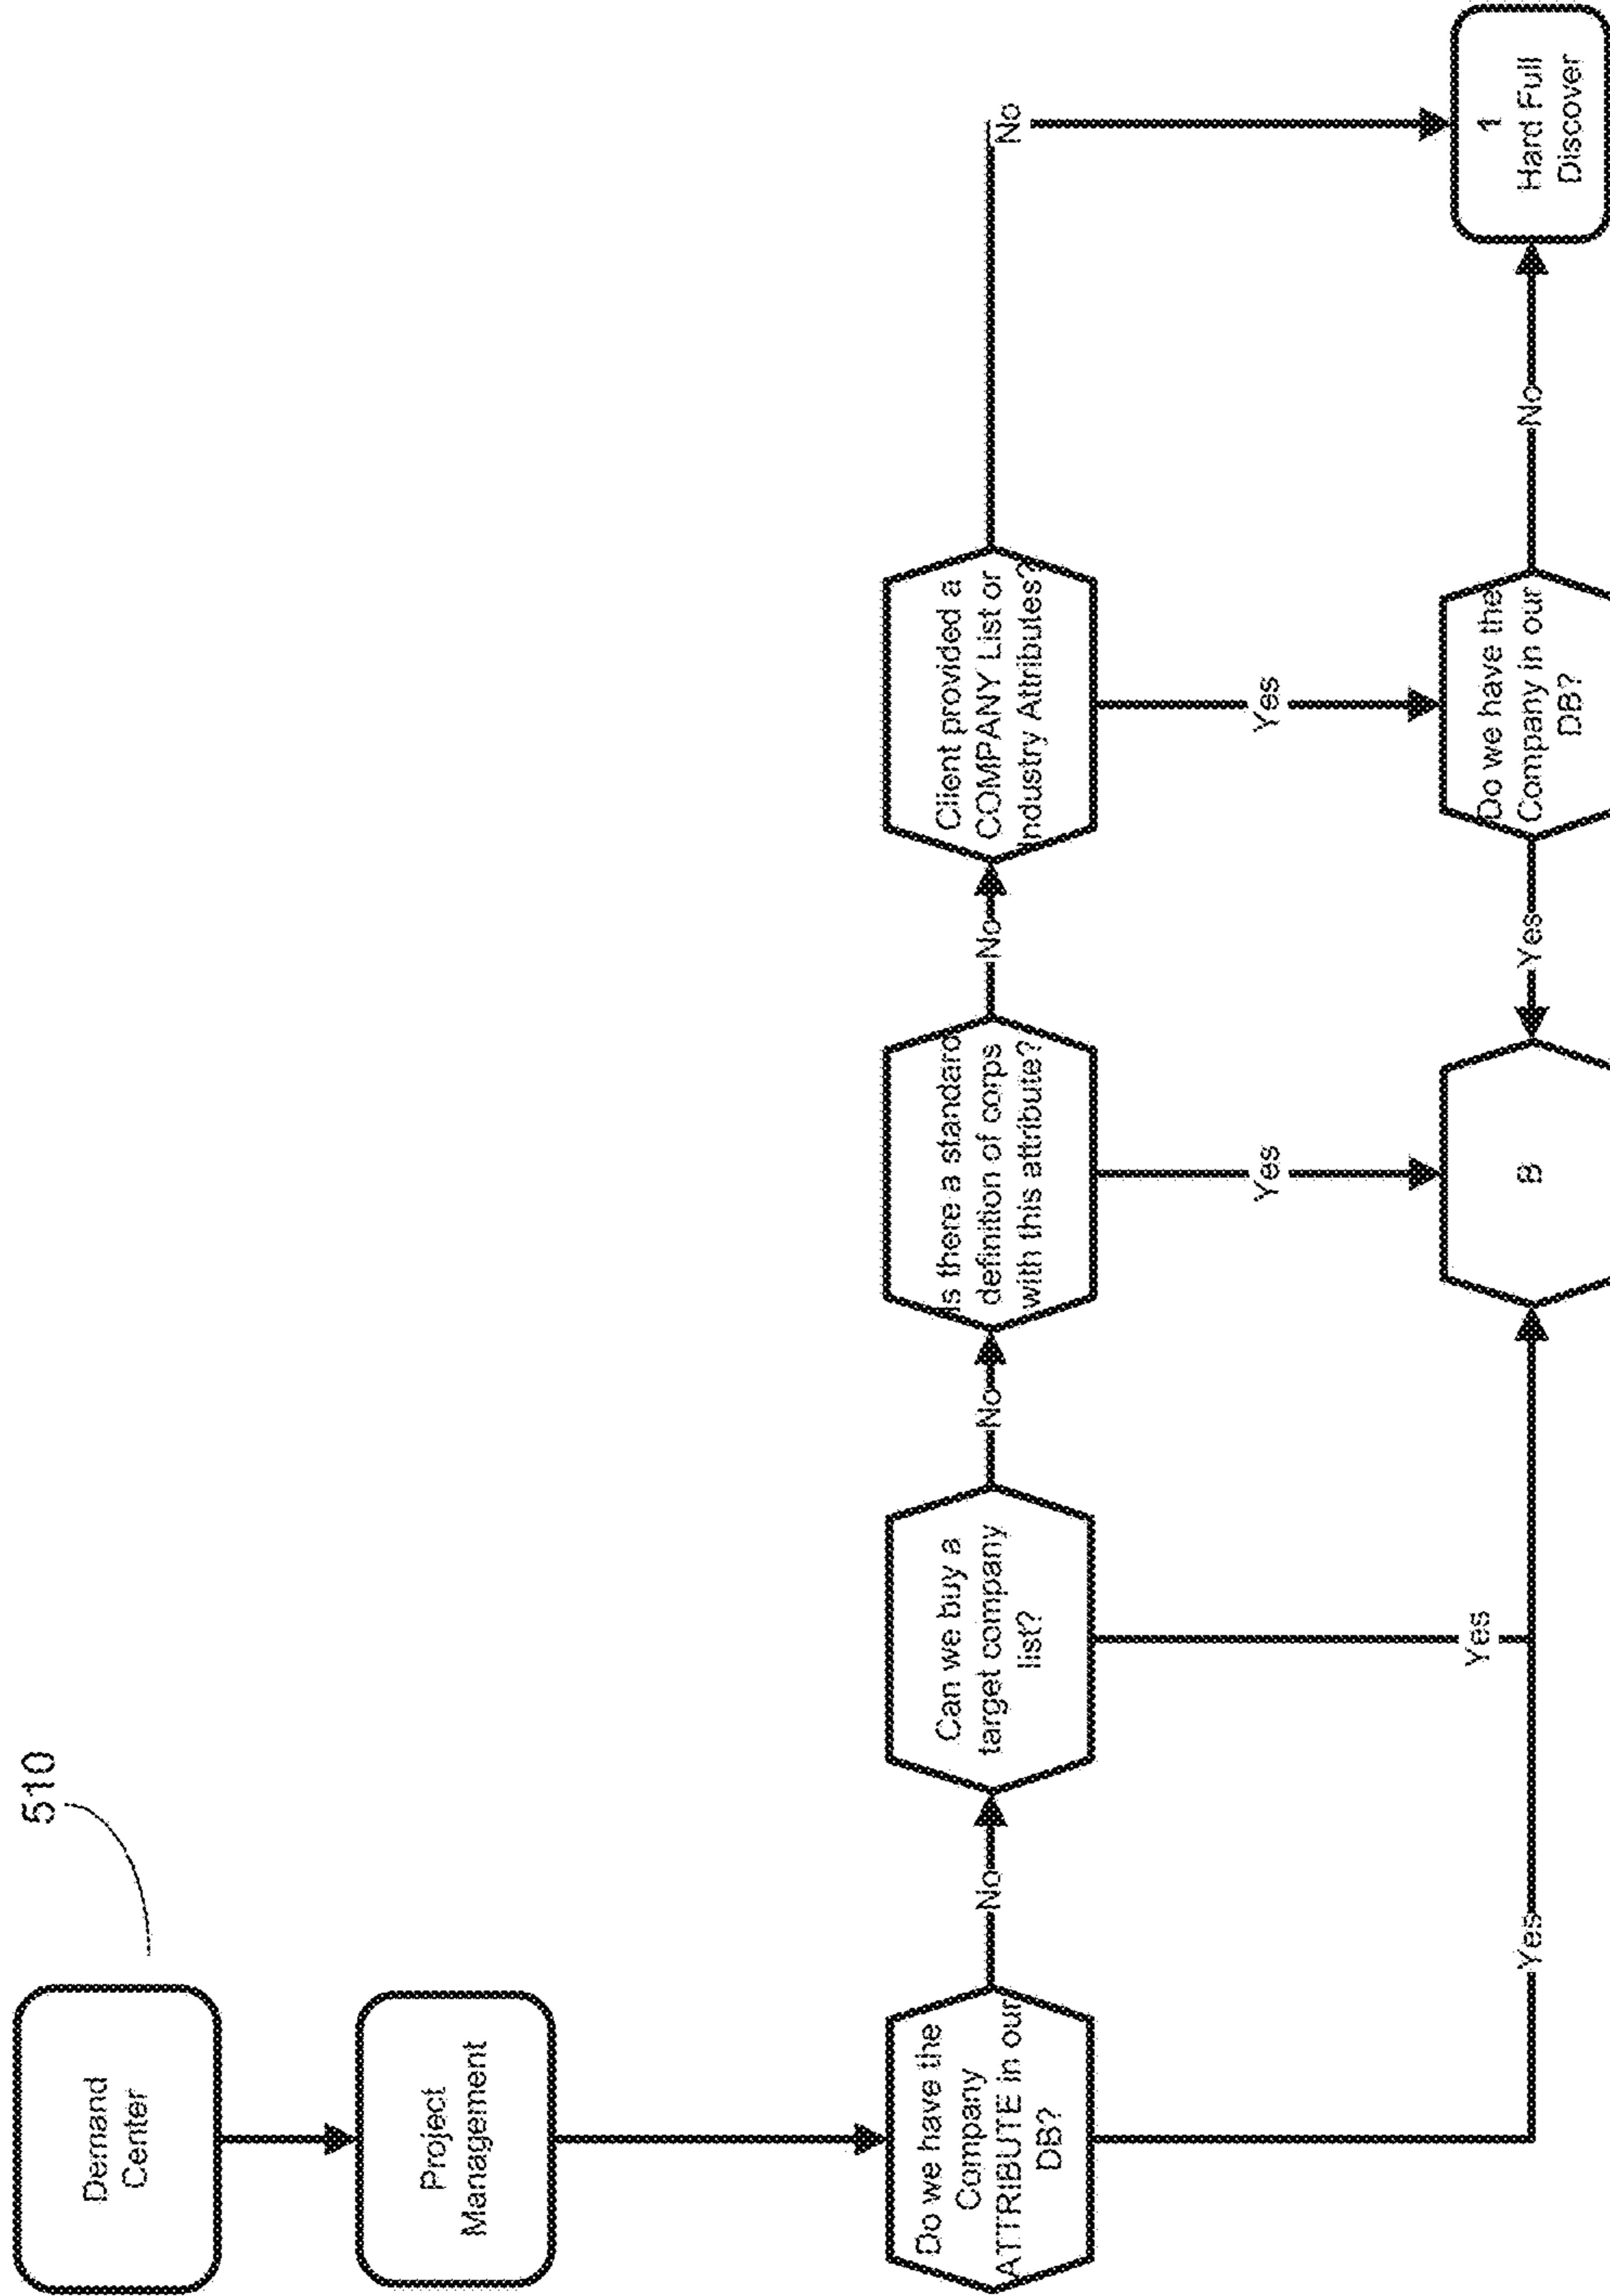 Demand
Center
510
Project
Management
Do we have the
Company
ATTRIBUTE in our
DB?
No
Can we buy a
target company
list?
No
Is there a standard
definition of corps
with this attribute?
No
Client provided a
COMPANY List or
Industry Attributes?
No
Yes
Yes
Yes
Yes
B
Yes
Do we have the
Company in our
DB?
No
1
Hard Full
Discover